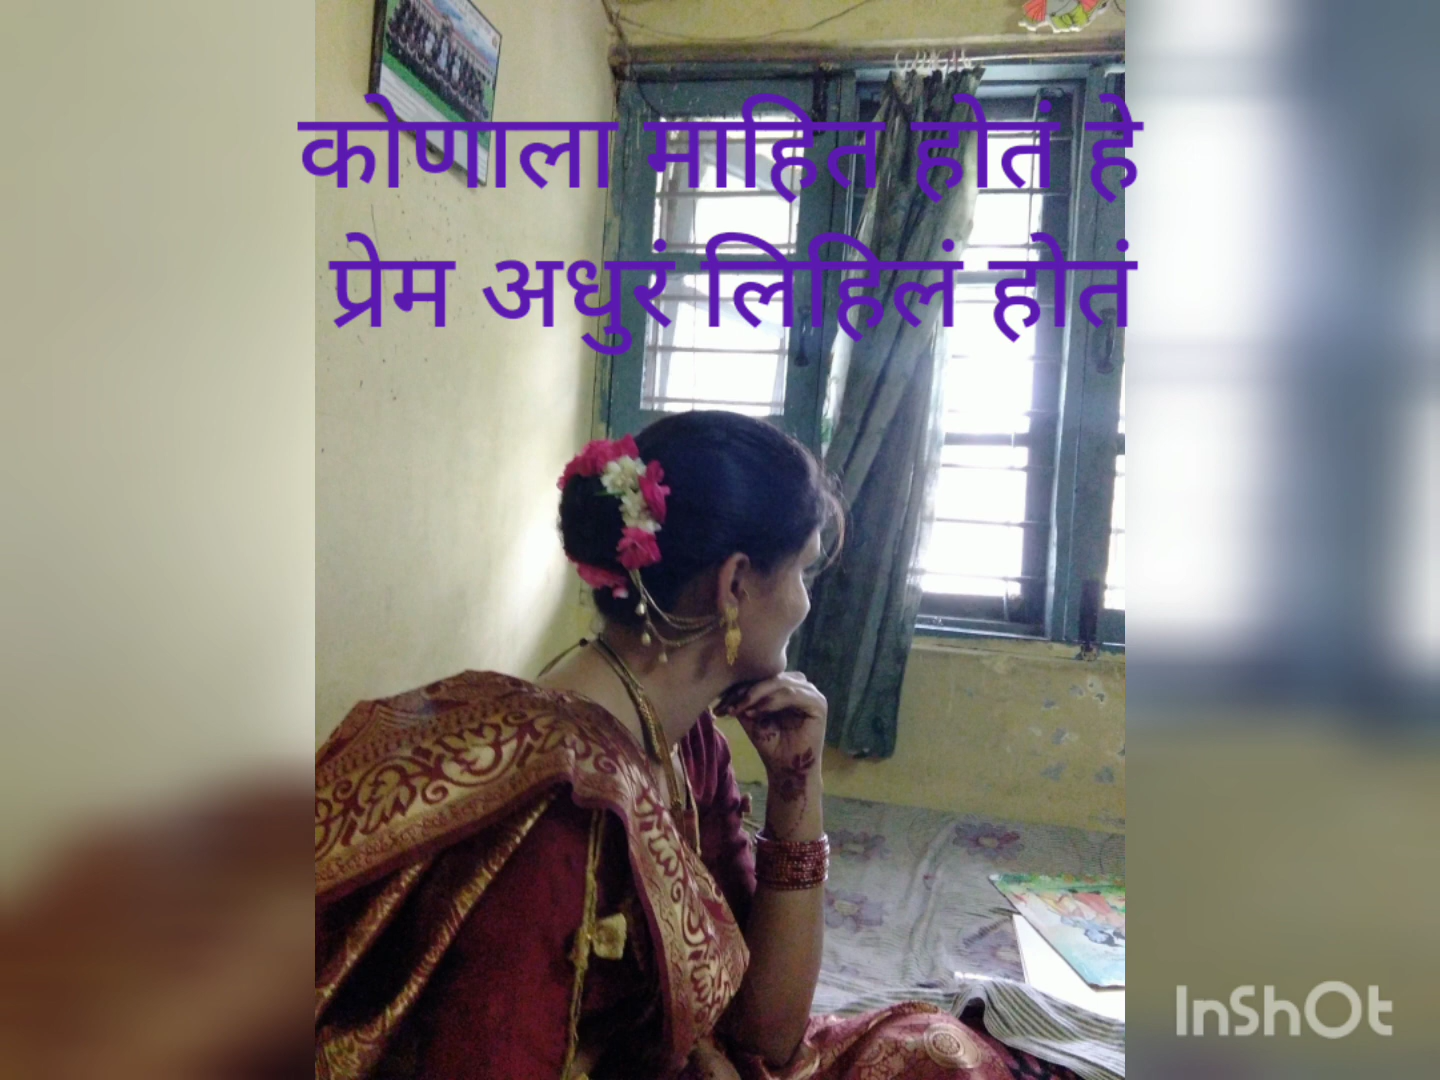 कोणाला माहित होतं हे
प्रेम अधुरं लिहिलं होतं
InShOt